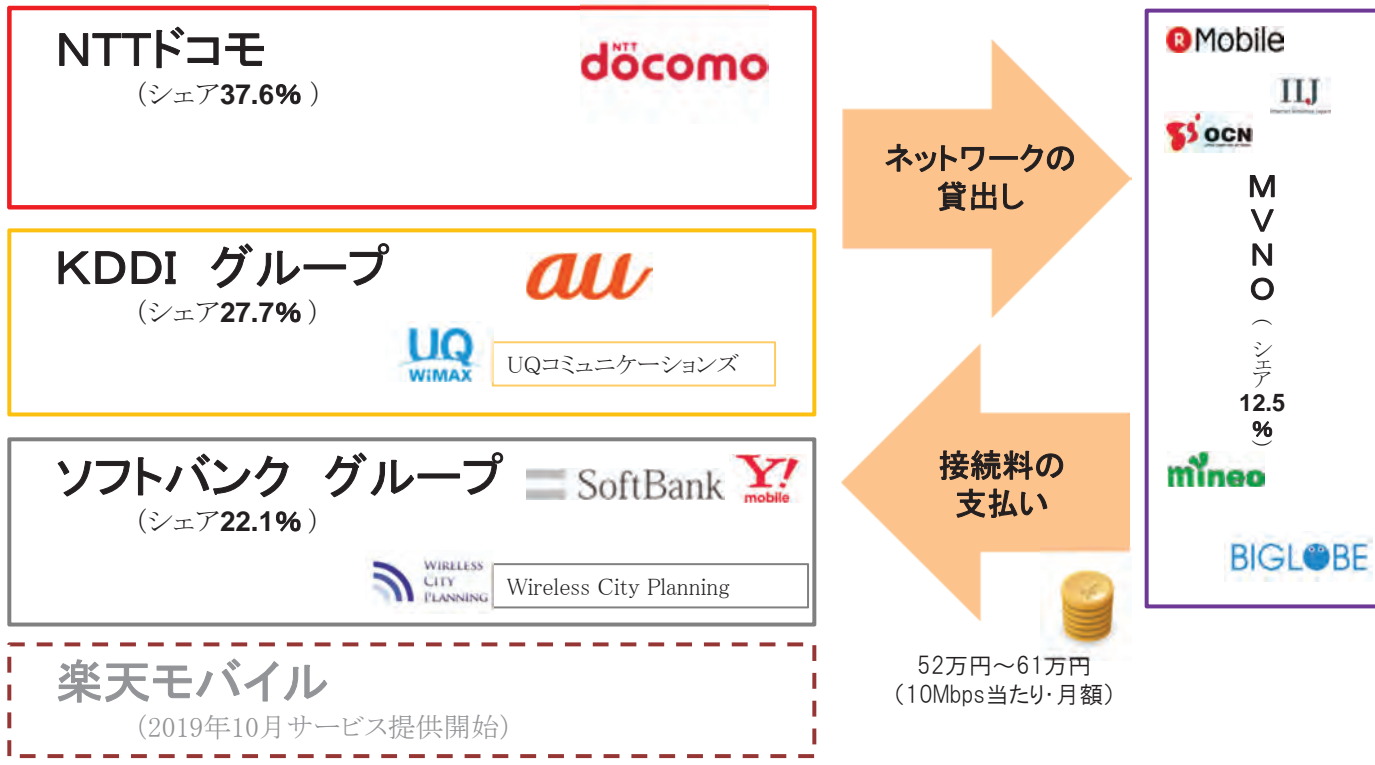 NTTドコモ
（シェア37.6% ）
NTT
döcomo
KDDI グループ
（シェア27.7% ）
au
UQ
WiMAX
UQコミュニケーションズ
ソフトバンク グループ
（シェア22.1% ）
SoftBank
Y!
mobile
WIRELESS
CITY
PLANNING
Wireless City Planning
楽天モバイル
（2019年10月サービス提供開始）
ネットワークの
貸出し
接続料の
支払い
52万円～61万円
（10Mbps当たり・月額）
R Mobile
IIJ
OCN
MVNO（シェア12.5%）
mineo
BIGLOBE